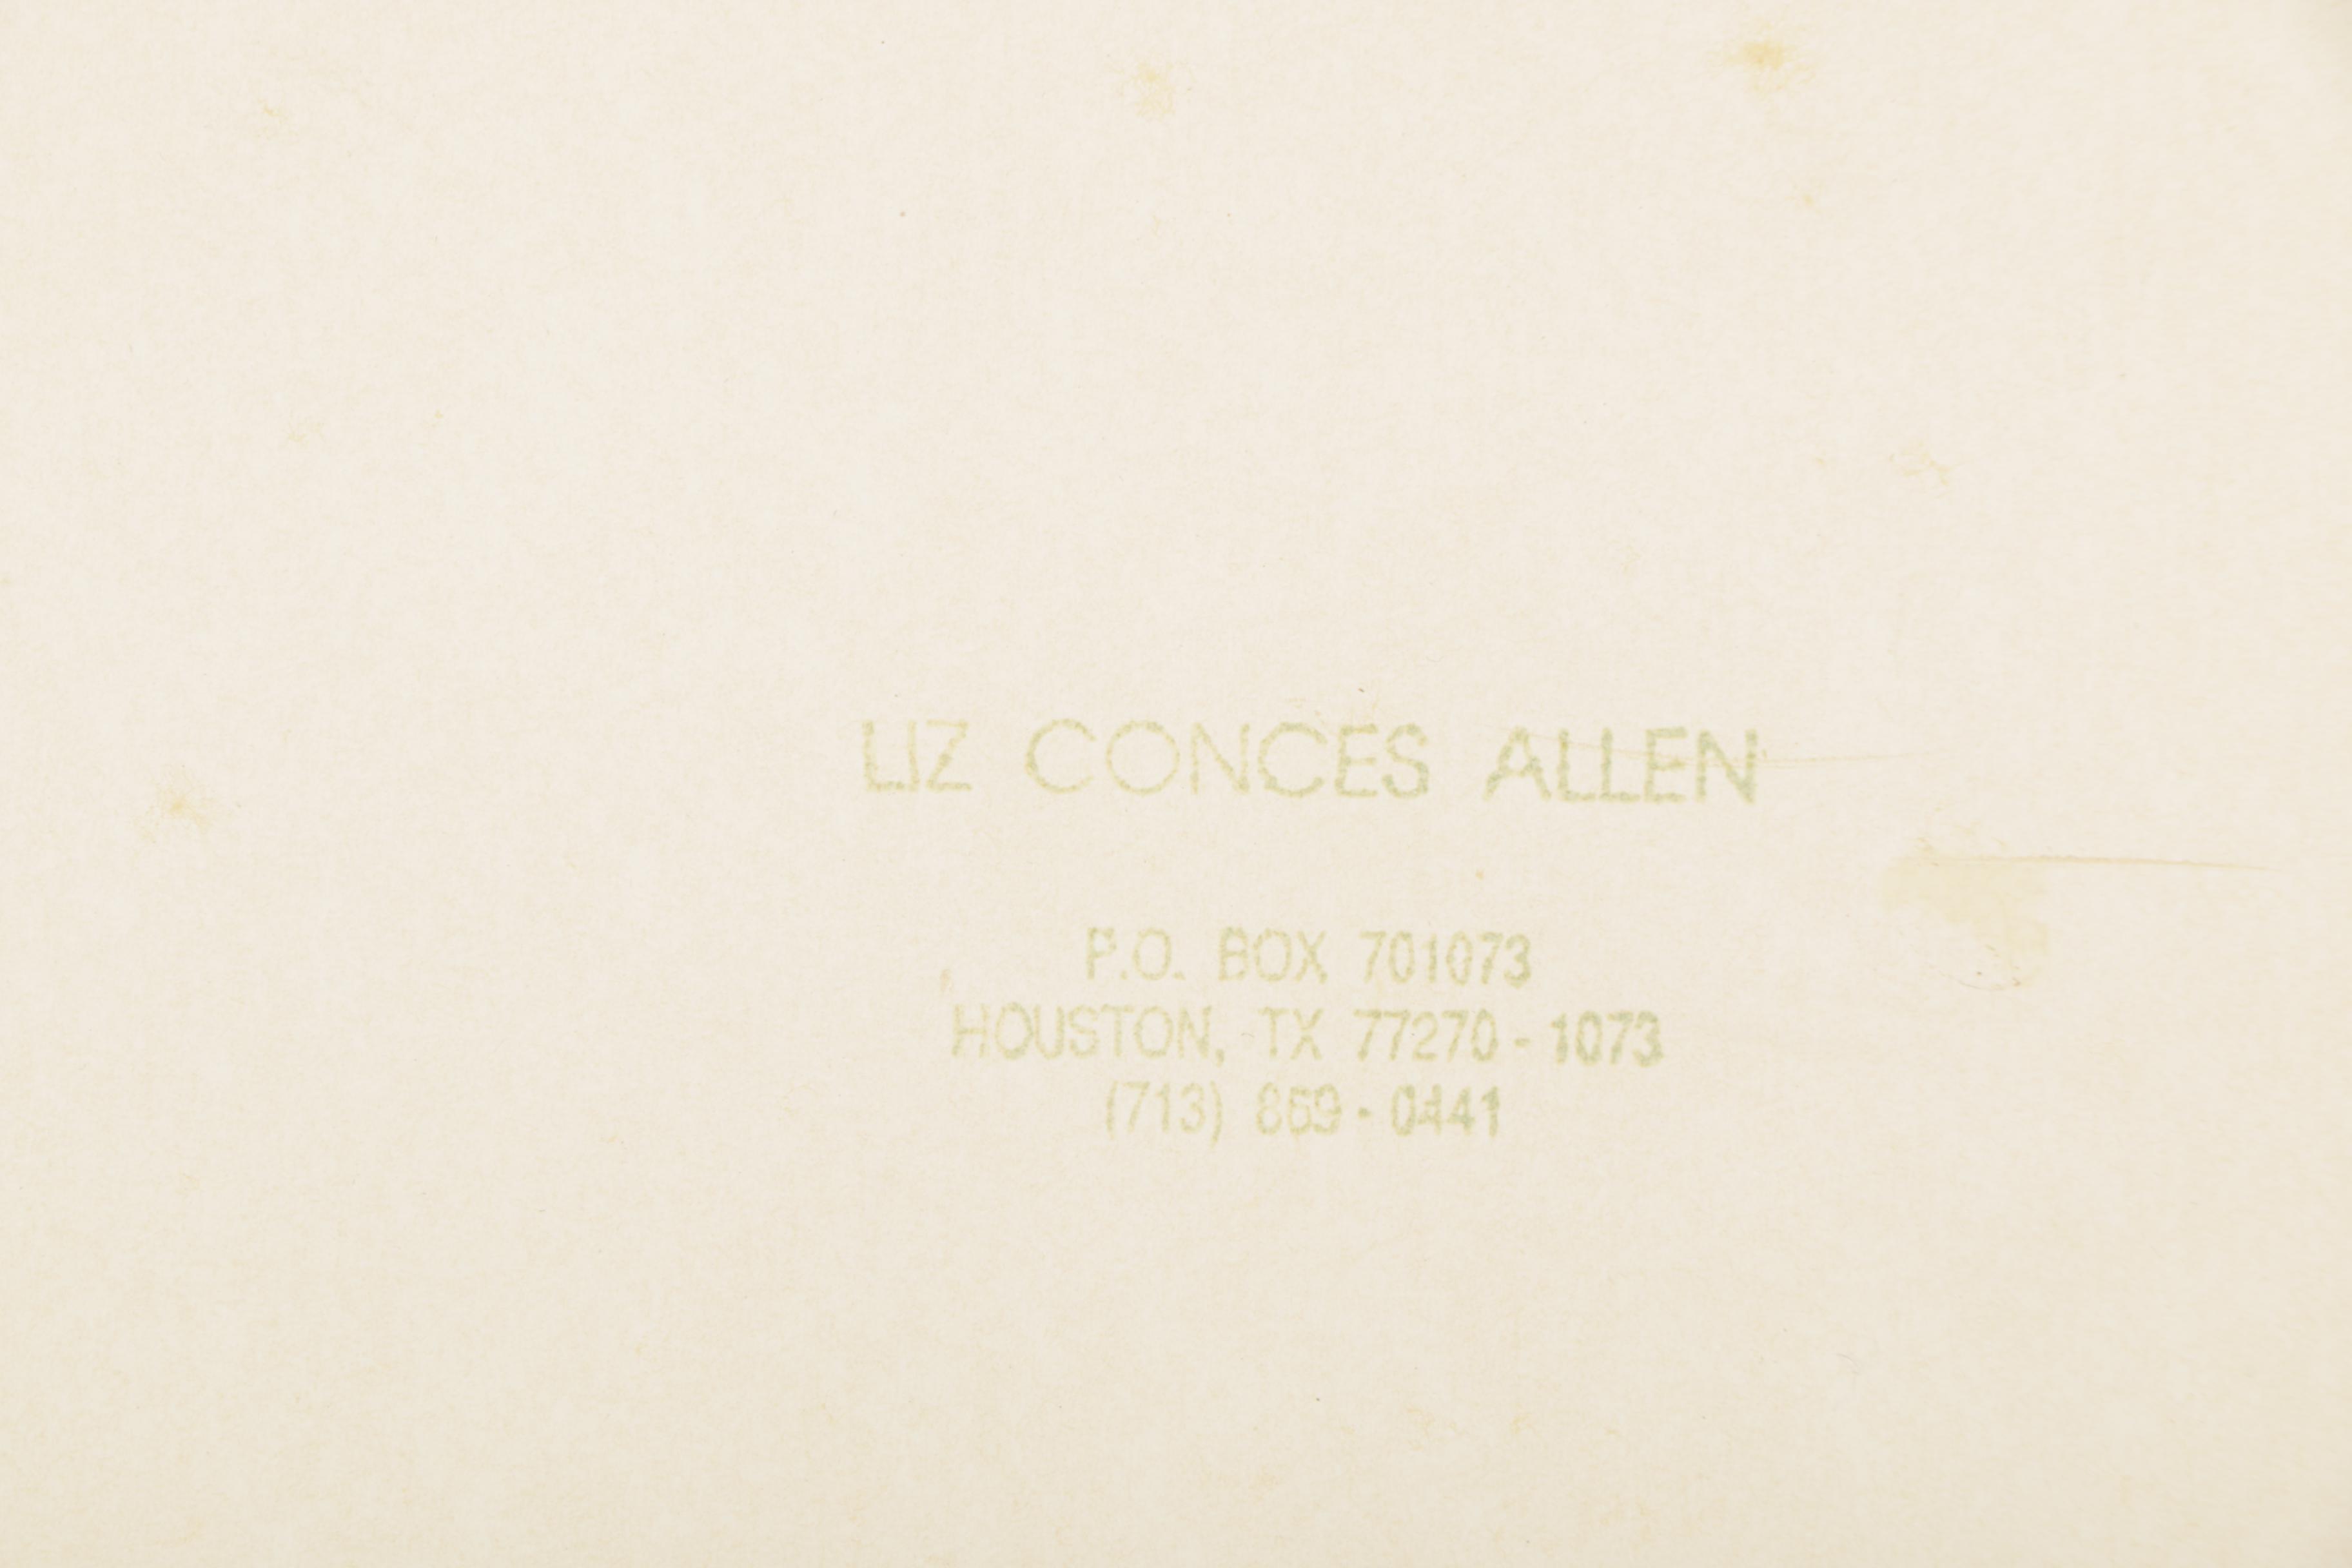 LIZ CONCES ALLEN
P.O. BOX 701073
HOUSTON, TX 77270 - 1073
(713) 869 - 0441